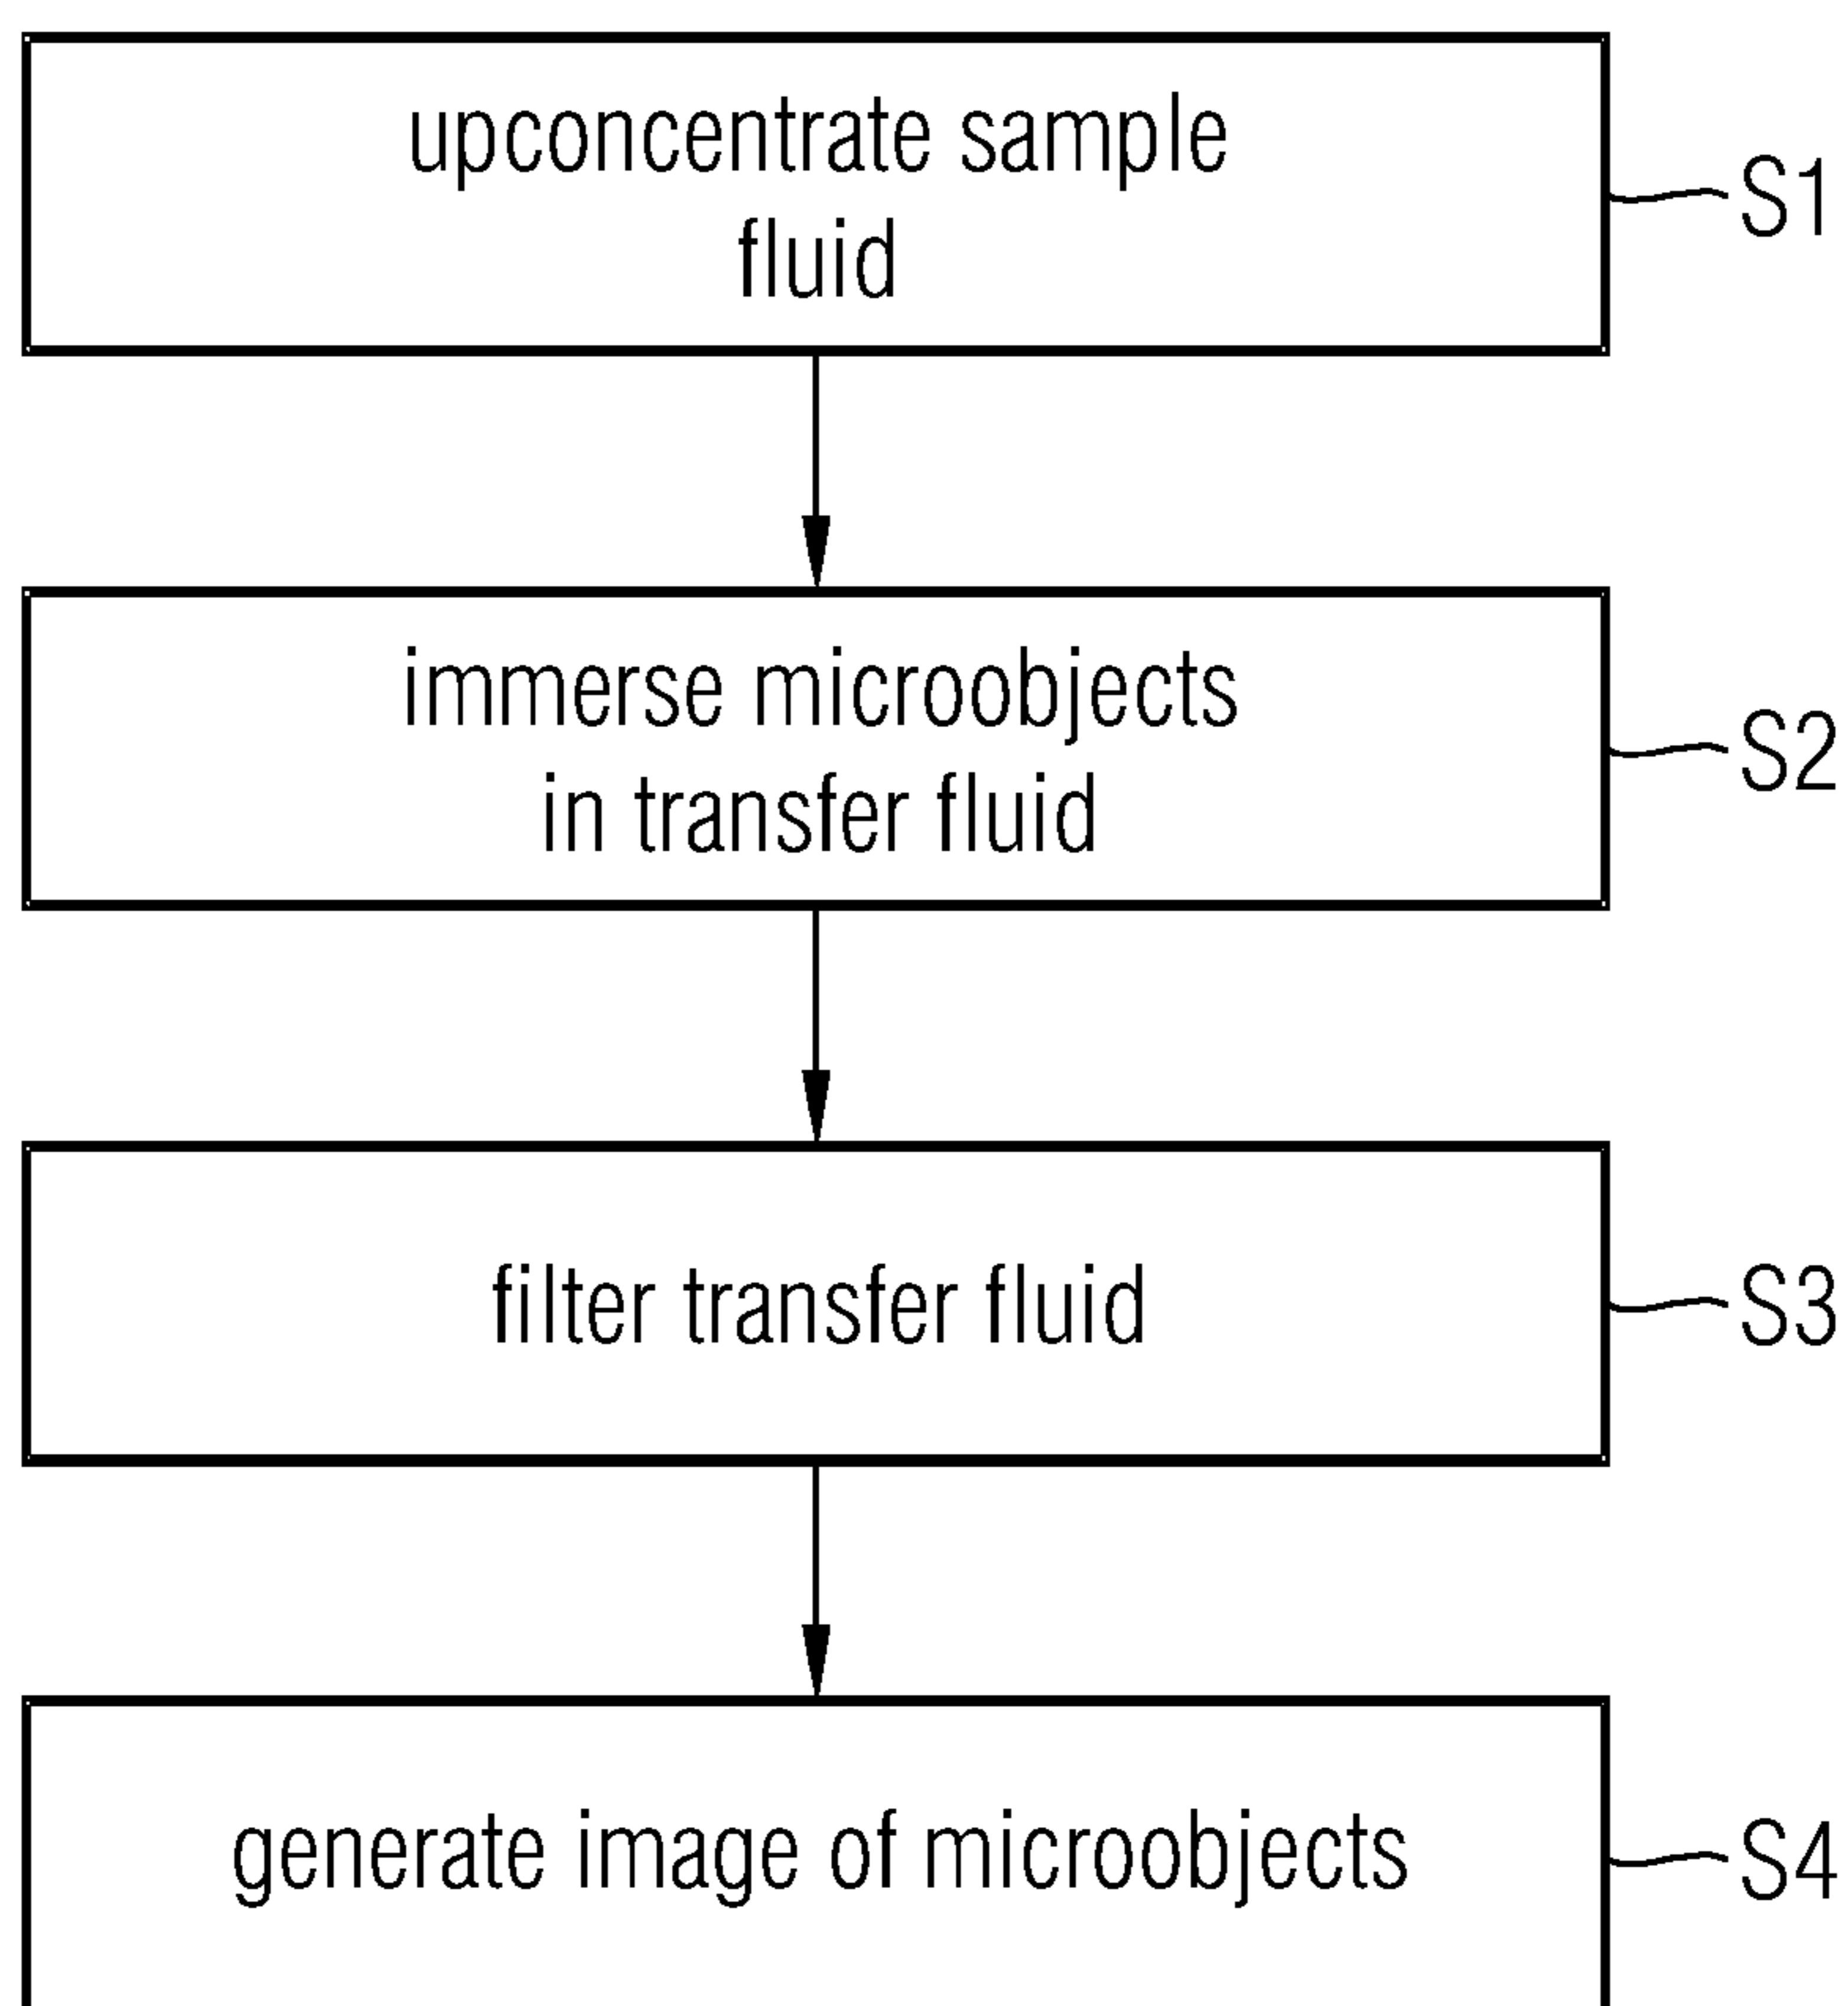 upconcentrate sample
fluid
S1
immerse microobjects
in transfer fluid
S2
filter transfer fluid
S3
generate image of microobjects
S4